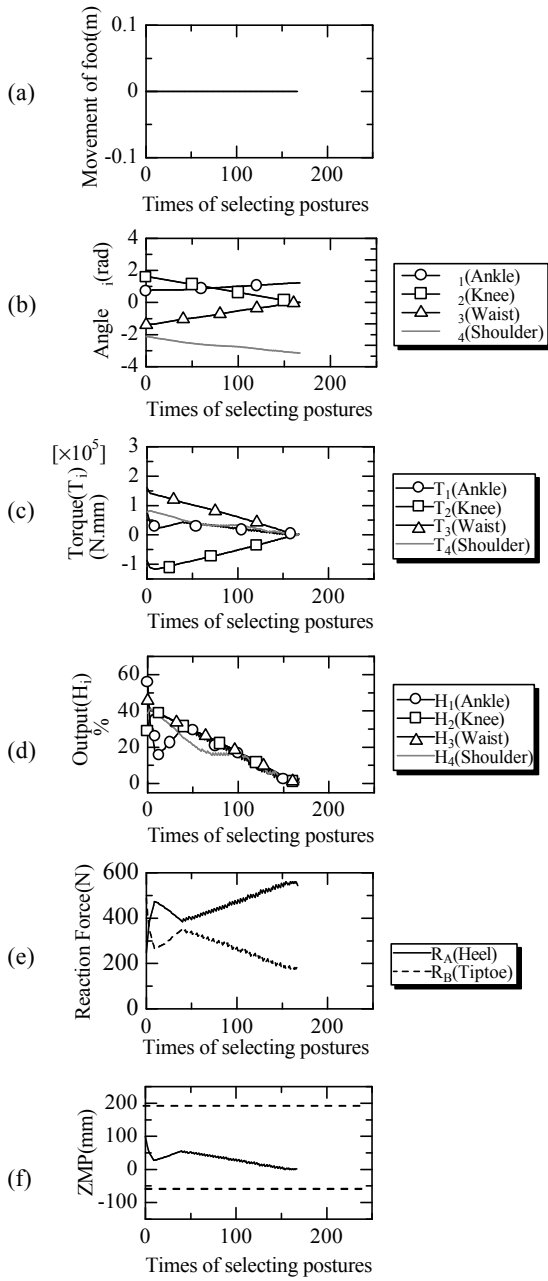 (a)
Movement of foot(m)
0.1
0
-0.1
0 100 200
Times of selecting postures
(b)
Angle i(rad)
4
2
0
-2
-4
0 100 200
Times of selecting postures
1(Ankle)
2(Knee)
3(Waist)
4(Shoulder)
(c)
[×10^5]
Torque(Ti)
(N.mm)
3
2
1
0
-1
0 100 200
Times of selecting postures
T1(Ankle)
T2(Knee)
T3(Waist)
T4(Shoulder)
(d)
Output(Hi)
%
60
40
20
0
0 100 200
Times of selecting postures
H1(Ankle)
H2(Knee)
H3(Waist)
H4(Shoulder)
(e)
Reaction Force(N)
600
400
200
0
0 100 200
Times of selecting postures
RA(Heel)
RB(Tiptoe)
(f)
ZMP(mm)
200
100
0
-100
0 100 200
Times of selecting postures